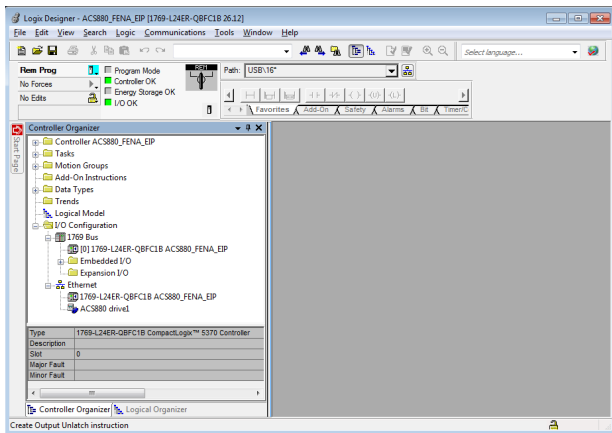 Logix Designer - ACS880_FENA_EIP [1769-L24ER-QBFC1B 26.12]
File Edit View Search Logic Communications Tools Window Help
Select language...
Rem Prog
Program Mode
REM
Path: USB\16*
No Forces
Controller OK
Energy Storage OK
No Edits
I/O OK
Favorites Add-On Safety Alarms Bit Timer/C
Start Page
Controller Organizer
Controller ACS880_FENA_EIP
Tasks
Motion Groups
Add-On Instructions
Data Types
Trends
Logical Model
I/O Configuration
1769 Bus
[0] 1769-L24ER-QBFC1B ACS880_FENA_EIP
Embedded I/O
Expansion I/O
Ethernet
1769-L24ER-QBFC1B ACS880_FENA_EIP
ACS880 drive1
Type 1769-L24ER-QBFC1B CompactLogix™ 5370 Controller
Description
Slot 0
Major Fault
Minor Fault
Controller Organizer Logical Organizer
Create Output Unlatch instruction